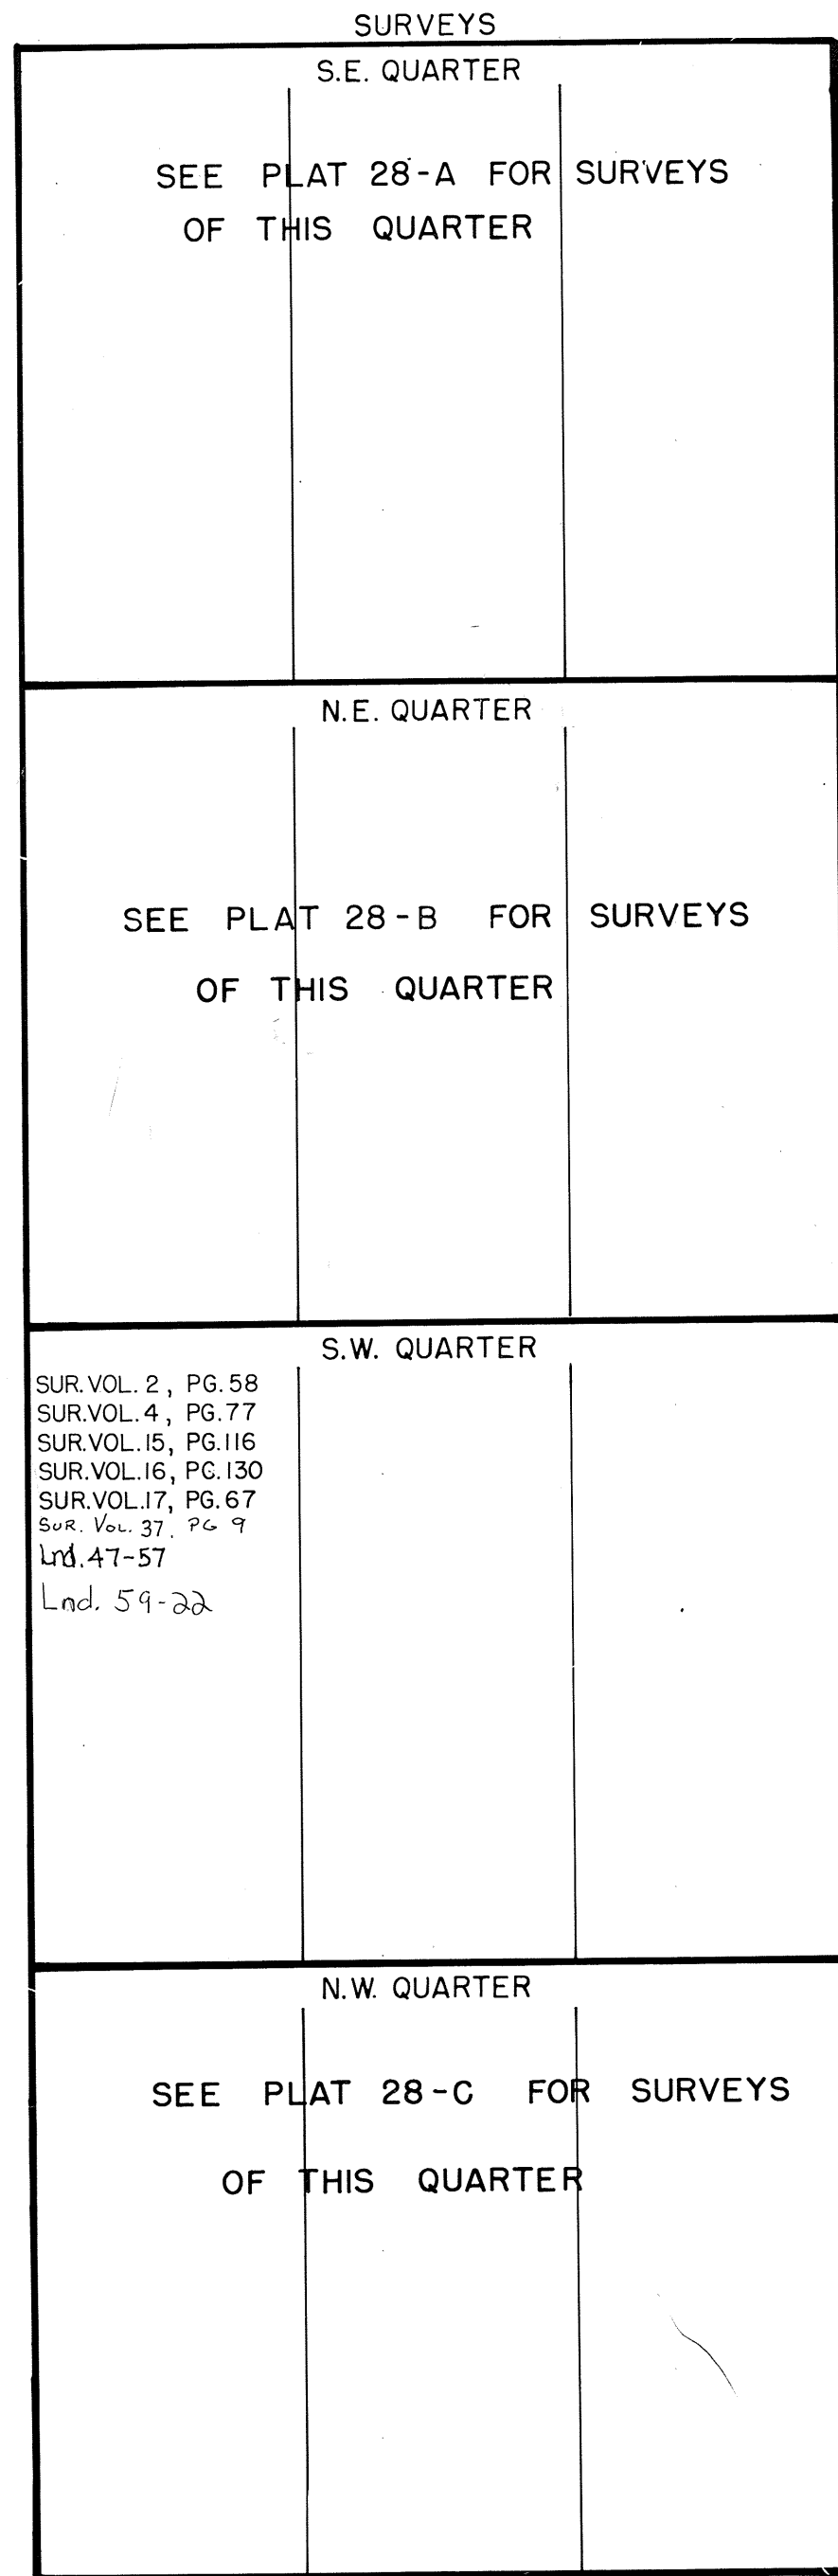 SURVEYS
S.E. QUARTER
SEE PLAT 28-A FOR SURVEYS
OF THIS QUARTER
N.E. QUARTER
SEE PLAT 28-B FOR SURVEYS
OF THIS QUARTER
S.W. QUARTER
SUR.VOL. 2, PG.58
SUR.VOL.4, PG.77
SUR.VOL.15, PG.116
SUR.VOL.16, PG.130
SUR.VOL.17, PG.67
SUR. VOL. 37. PG 9
Lnd.47-57
Lnd. 59-22
N.W. QUARTER
SEE PLAT 28-C FOR SURVEYS
OF THIS QUARTER